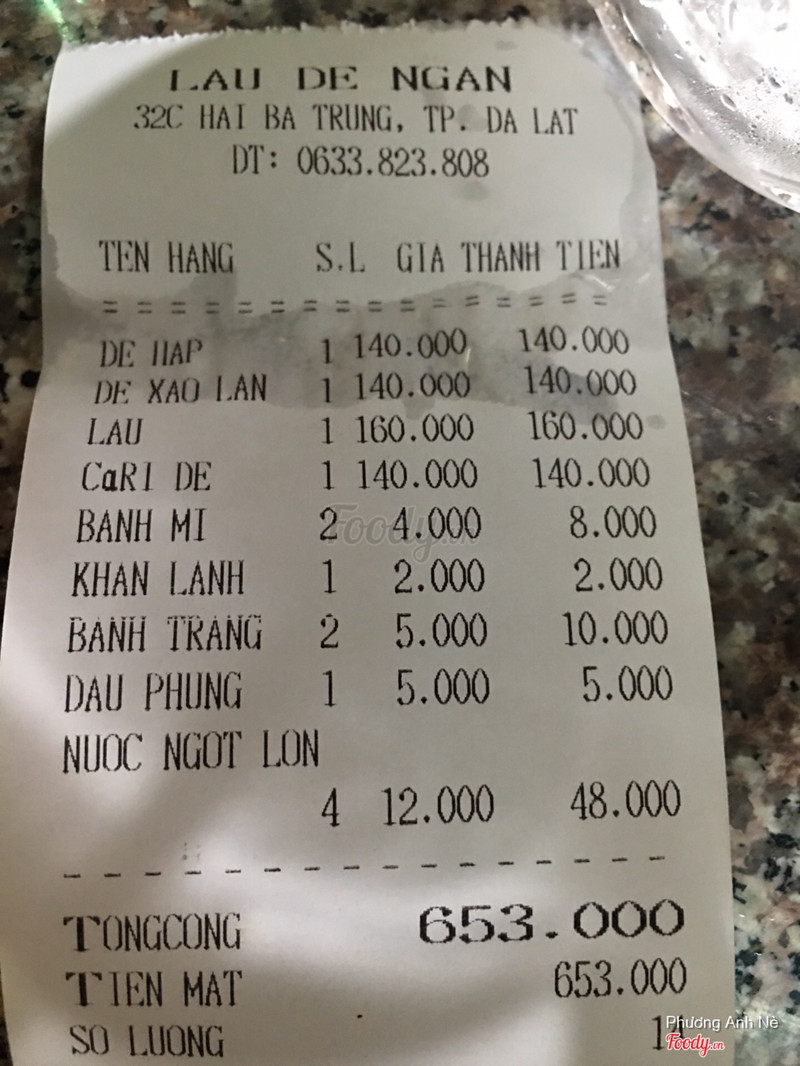 LAU DE NGAN
32C HAI BA TRUNG, TP. DA LAT
DT: 0633.823.808
TEN HANG S.L GIA THANH TIEN
= = = = = = = = = = = = = = = = =
DE HAP 1 140.000 140.000
DE XAO LAN 1 140.000 140.000
LAU 1 160.000 160.000
CaRI DE 1 140.000 140.000
BANH MI 2 4.000 8.000
KHAN LANH 1 2.000 2.000
BANH TRANG 2 5.000 10.000
DAU PHUNG 1 5.000 5.000
NUOC NGOT LON
4 12.000 48.000
- - - - - - - - - - - - - - -
TONGCONG 653.000
TIEN MAT 653.000
SO LUONG 14
Foody.vn
Phương Anh Nè
Foody.vn